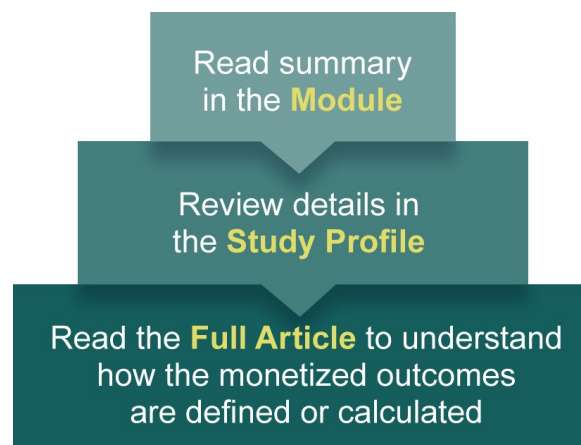 Read summary
in the Module
Review details in
the Study Profile
Read the Full Article to understand
how the monetized outcomes
are defined or calculated